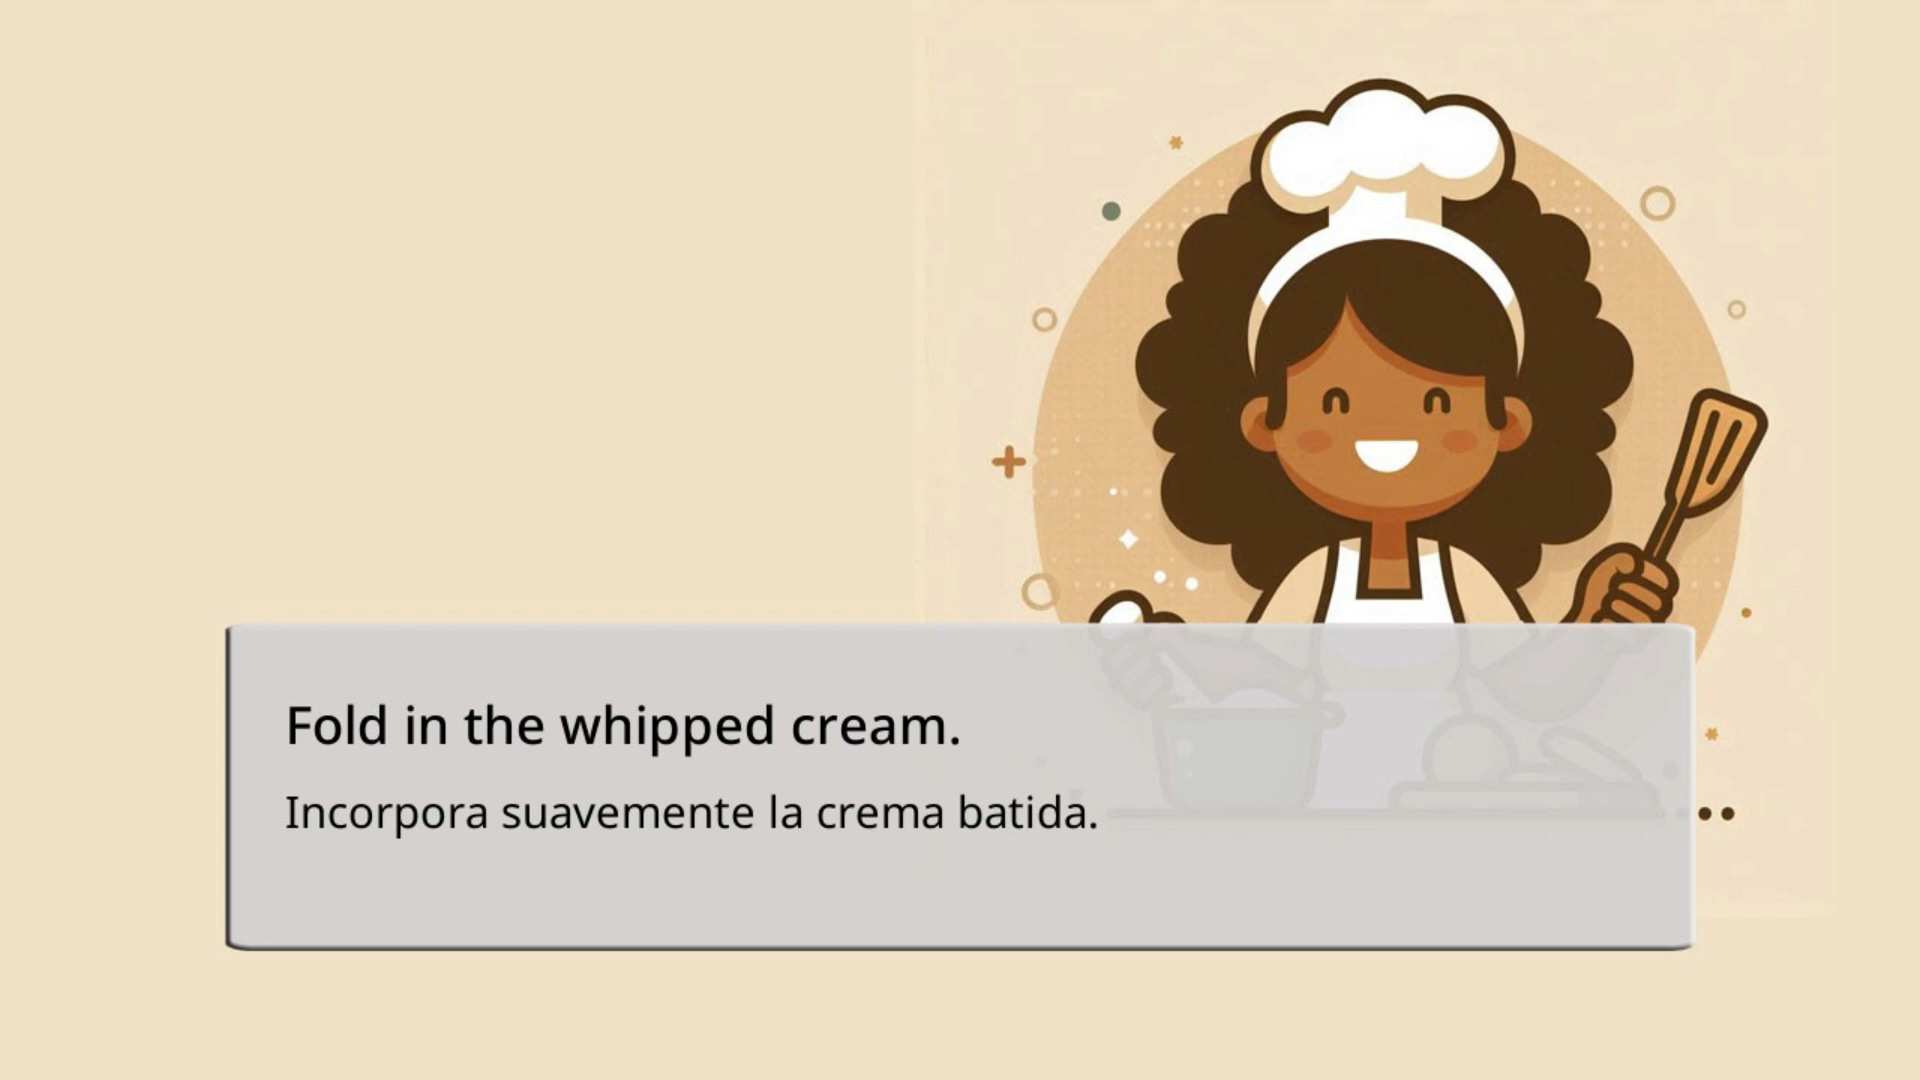 Fold in the whipped cream.
Incorpora suavemente la crema batida.